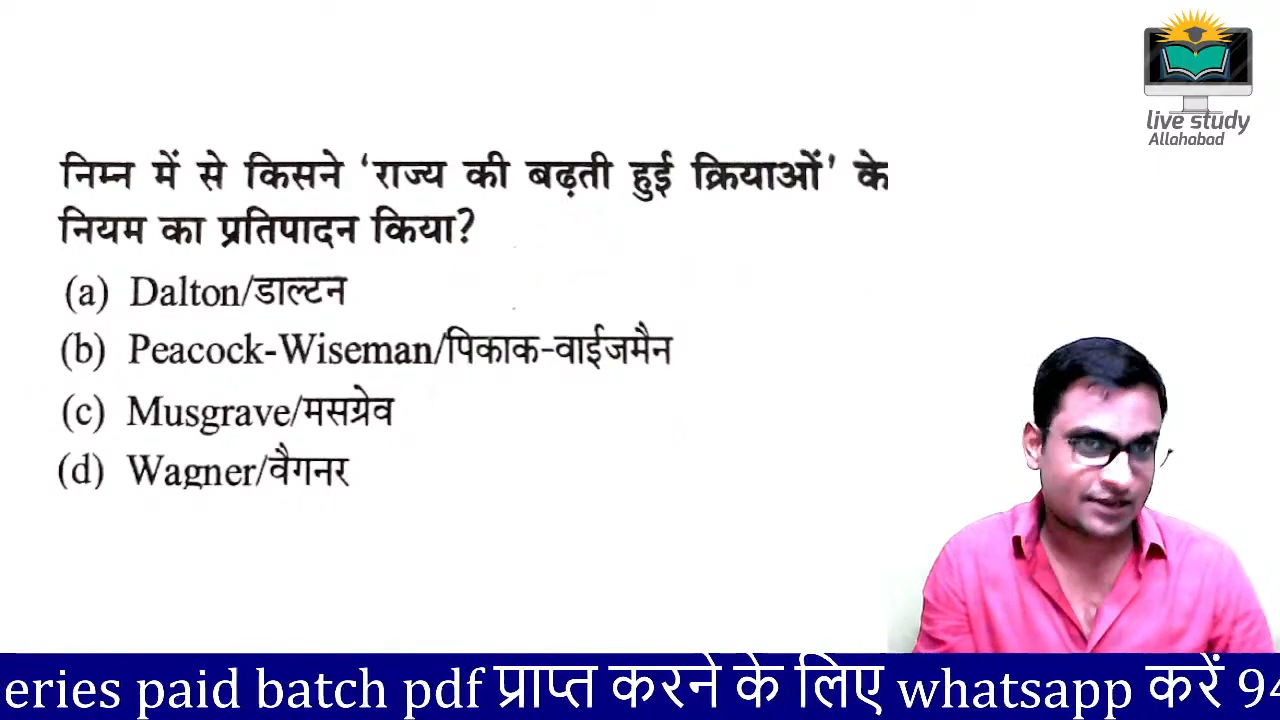 live study
Allahabad
निम्न में से किसने ‘राज्य की बढ़ती हुई क्रियाओं’ के
नियम का प्रतिपादन किया?
(a) Dalton/डाल्टन
(b) Peacock-Wiseman/पिकाक-वाईजमैन
(c) Musgrave/मसग्रेव
(d) Wagner/वैगनर
eries paid batch pdf प्राप्त करने के लिए whatsapp करें 94